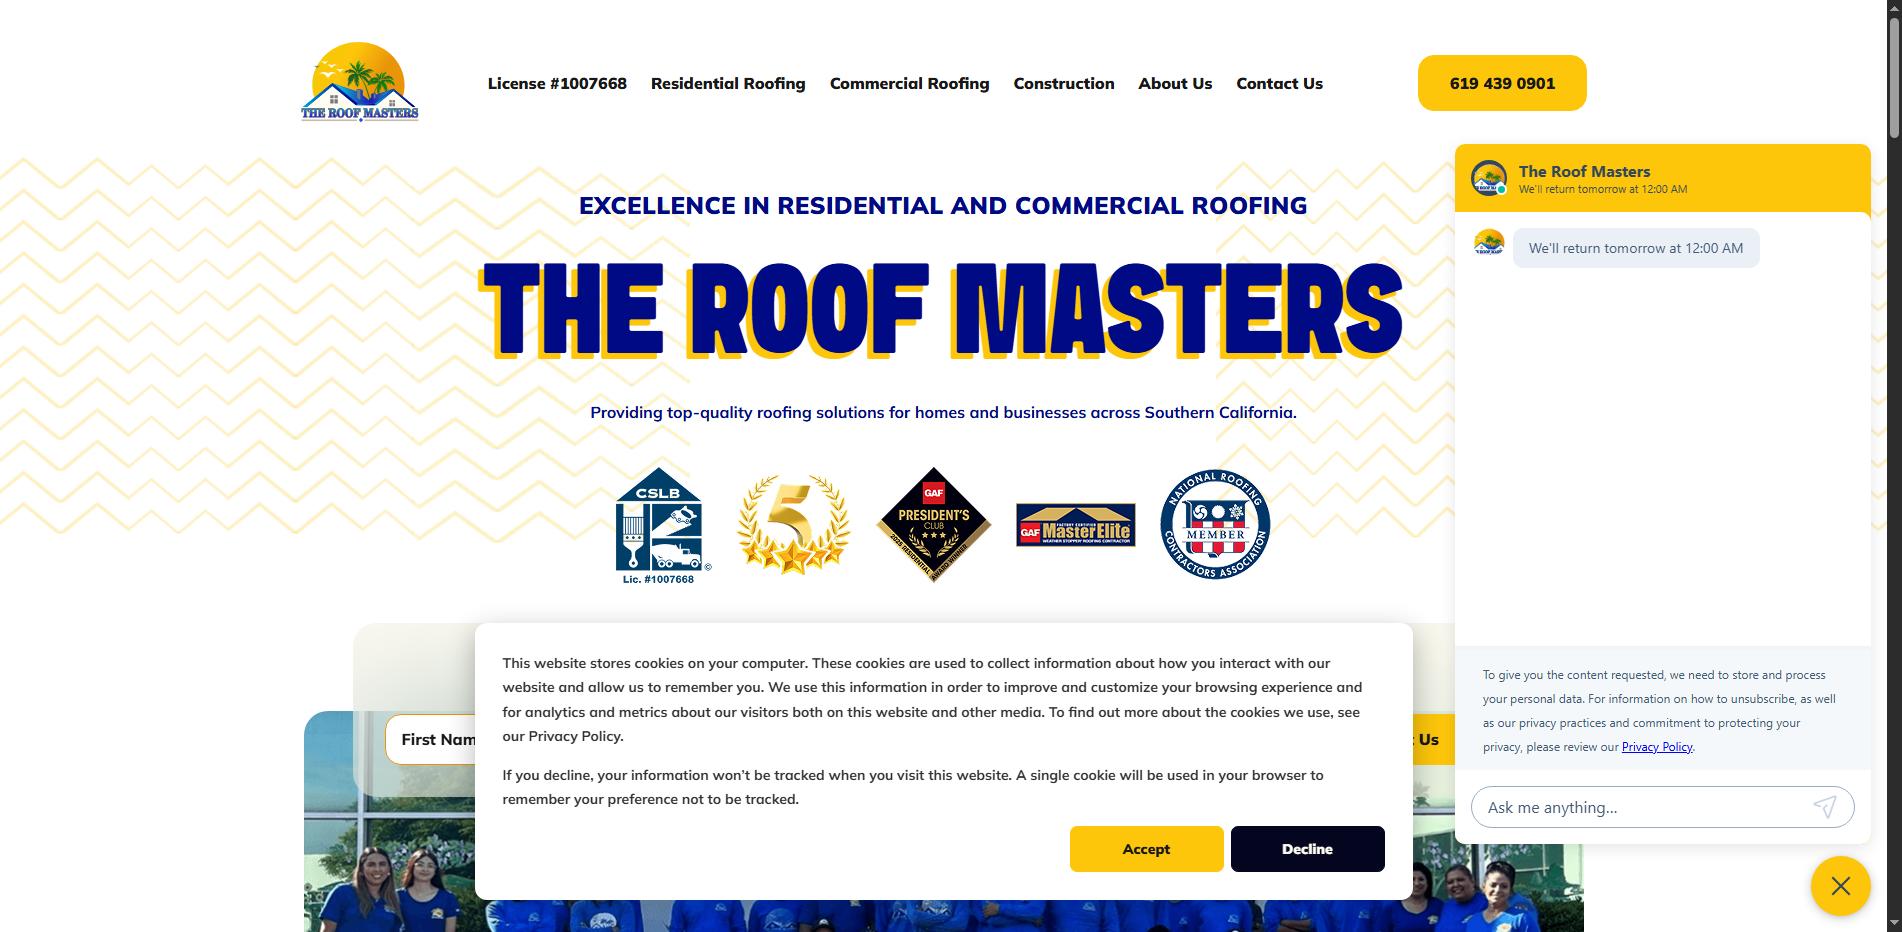 THE ROOF MASTERS
License #1007668
Residential Roofing
Commercial Roofing
Construction
About Us
Contact Us
619 439 0901
EXCELLENCE IN RESIDENTIAL AND COMMERCIAL ROOFING
THE ROOF MASTERS
Providing top-quality roofing solutions for homes and businesses across Southern California.
CSLB
©
Lic. #1007668
5
GAF
PRESIDENT'S
CLUB
GAF
FACTORY CERTIFIED
MasterElite
WEATHER STOPPER ROOFING CONTRACTOR
NATIONAL ROOFING
MEMBER
CONTRACTORS ASSOCIATION
First Nam
t Us
This website stores cookies on your computer. These cookies are used to collect information about how you interact with our
website and allow us to remember you. We use this information in order to improve and customize your browsing experience and
for analytics and metrics about our visitors both on this website and other media. To find out more about the cookies we use, see
our Privacy Policy.
If you decline, your information won't be tracked when you visit this website. A single cookie will be used in your browser to
remember your preference not to be tracked.
Accept
Decline
The Roof Masters
We'll return tomorrow at 12:00 AM
We'll return tomorrow at 12:00 AM
To give you the content requested, we need to store and process
your personal data. For information on how to unsubscribe, as well
as our privacy practices and commitment to protecting your
privacy, please review our Privacy Policy.
Ask me anything...